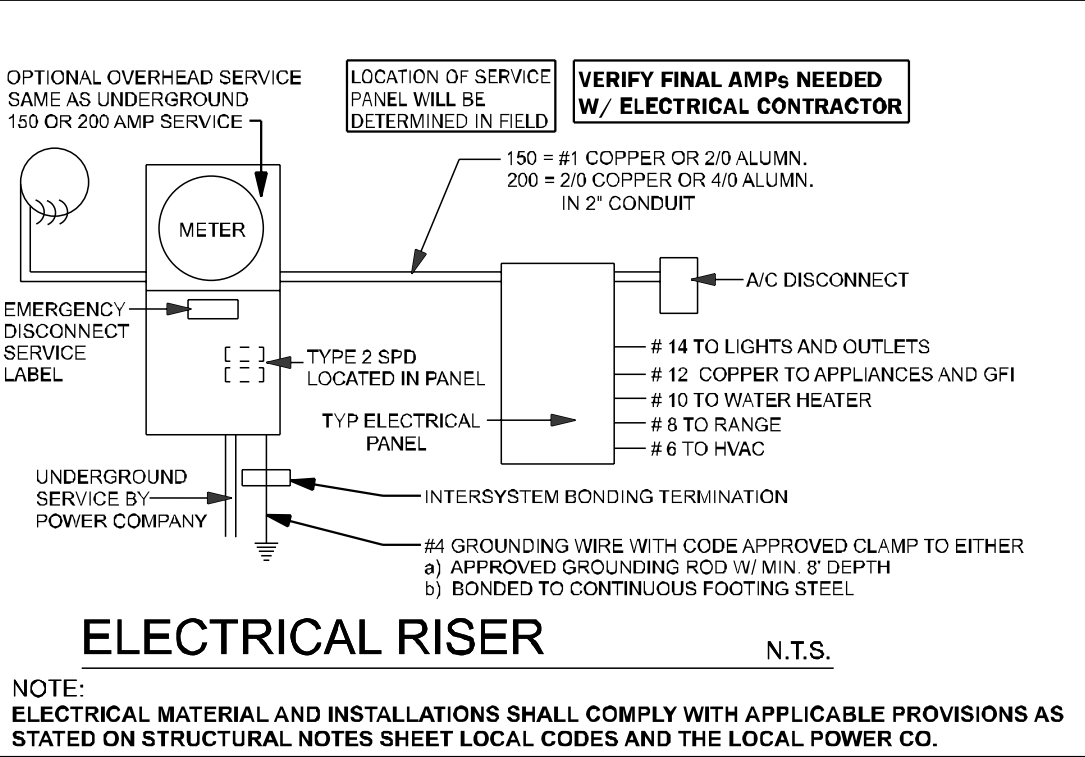 OPTIONAL OVERHEAD SERVICE
SAME AS UNDERGROUND
150 OR 200 AMP SERVICE
LOCATION OF SERVICE
PANEL WILL BE
DETERMINED IN FIELD
VERIFY FINAL AMPs NEEDED
W/ ELECTRICAL CONTRACTOR
150 = #1 COPPER OR 2/0 ALUMN.
200 = 2/0 COPPER OR 4/0 ALUMN.
IN 2" CONDUIT
METER
A/C DISCONNECT
EMERGENCY
DISCONNECT
SERVICE
LABEL
TYPE 2 SPD
LOCATED IN PANEL
TYP ELECTRICAL
PANEL
# 14 TO LIGHTS AND OUTLETS
# 12 COPPER TO APPLIANCES AND GFI
# 10 TO WATER HEATER
# 8 TO RANGE
# 6 TO HVAC
UNDERGROUND
SERVICE BY
POWER COMPANY
INTERSYSTEM BONDING TERMINATION
#4 GROUNDING WIRE WITH CODE APPROVED CLAMP TO EITHER
a) APPROVED GROUNDING ROD W/ MIN. 8' DEPTH
b) BONDED TO CONTINUOUS FOOTING STEEL
ELECTRICAL RISER
N.T.S.
NOTE:
ELECTRICAL MATERIAL AND INSTALLATIONS SHALL COMPLY WITH APPLICABLE PROVISIONS AS
STATED ON STRUCTURAL NOTES SHEET LOCAL CODES AND THE LOCAL POWER CO.